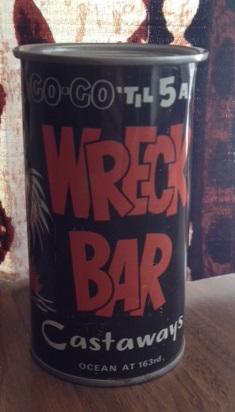 GO-GO 'TIL 5 A
WRECK
BAR
Castaways
OCEAN AT 163rd.